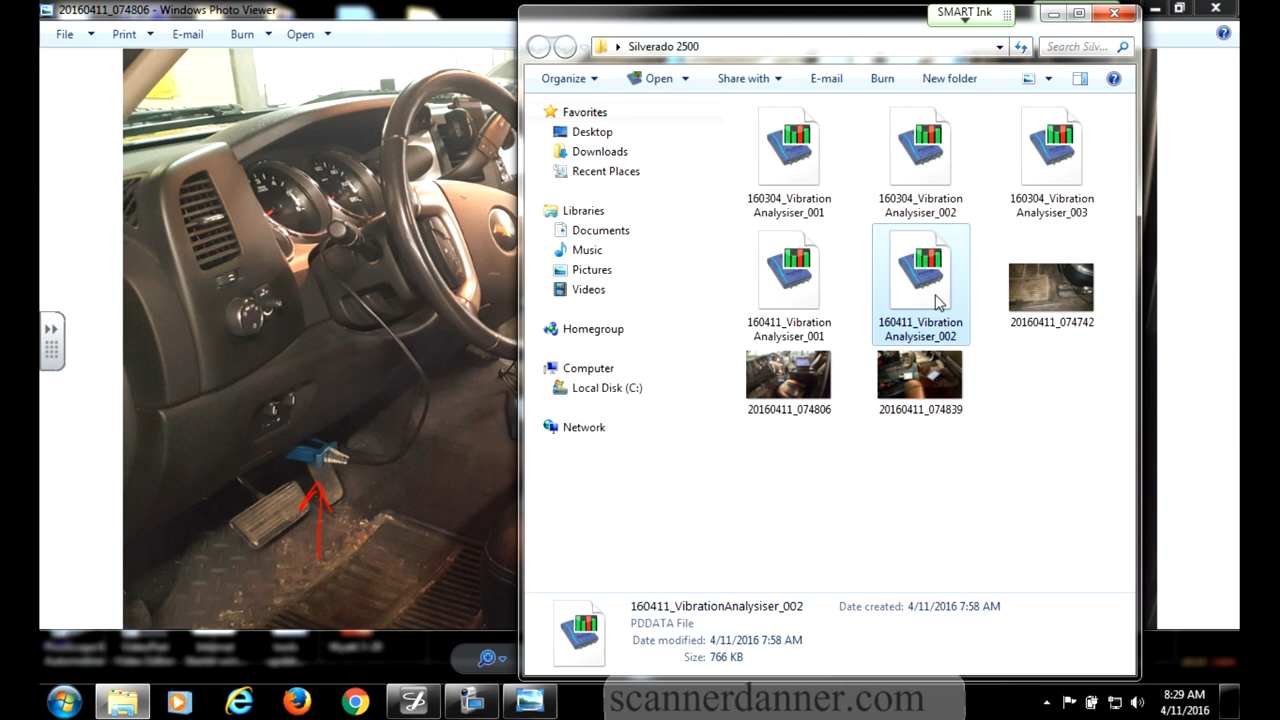 20160411_074806 - Windows Photo Viewer
File Print E-mail Burn Open
SMART Ink
Silverado 2500
Search Silv...
Organize Open Share with E-mail Burn New folder
Favorites
Desktop
Downloads
Recent Places
Libraries
Documents
Music
Pictures
Videos
Homegroup
Computer
Local Disk (C:)
Network
160304_Vibration
Analysiser_001
160304_Vibration
Analysiser_002
160304_Vibration
Analysiser_003
160411_Vibration
Analysiser_001
160411_Vibration
Analysiser_002
20160411_074742
20160411_074806
20160411_074839
160411_VibrationAnalysiser_002
Date created: 4/11/2016 7:58 AM
PDDATA File
Date modified: 4/11/2016 7:58 AM
Size: 766 KB
scannerdanner.com
8:29 AM
4/11/2016